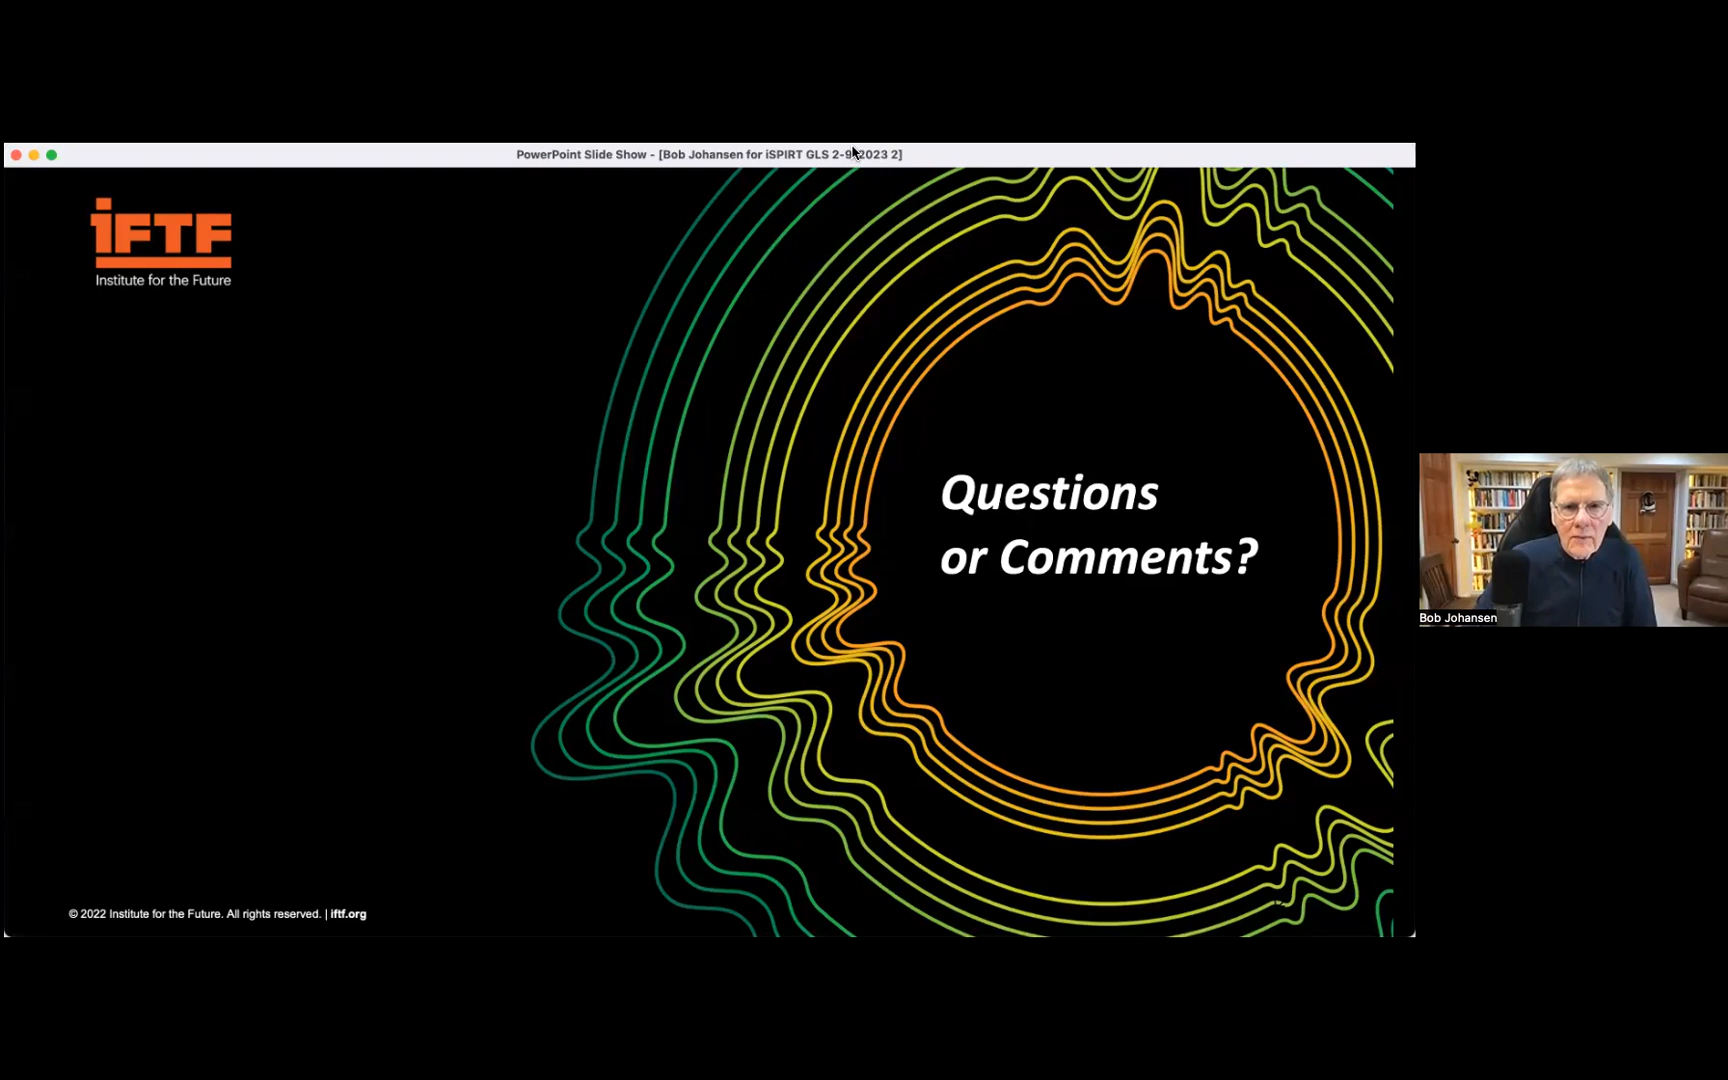 PowerPoint Slide Show - [Bob Johansen for iSPIRT GLS 2-9-2023 2]
iFTF
Institute for the Future
Questions
or Comments?
Bob Johansen
© 2022 Institute for the Future. All rights reserved. | iftf.org